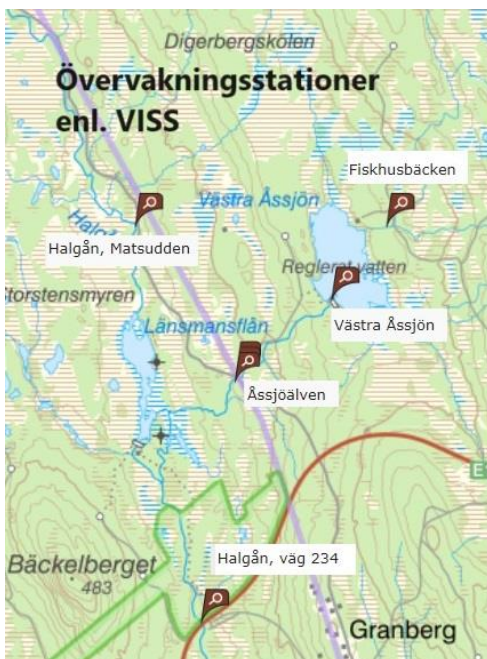 Digerbergskölen
Övervakningsstationer
enl. VISS
Fiskhusbäcken
Västra Åssjön
Halgån, Matsudden
Reglerat vatten
Storstensmyren
Länsmansflån
Västra Åssjön
Åssjöälven
Halgån, väg 234
Bäckelberget
483
Granberg